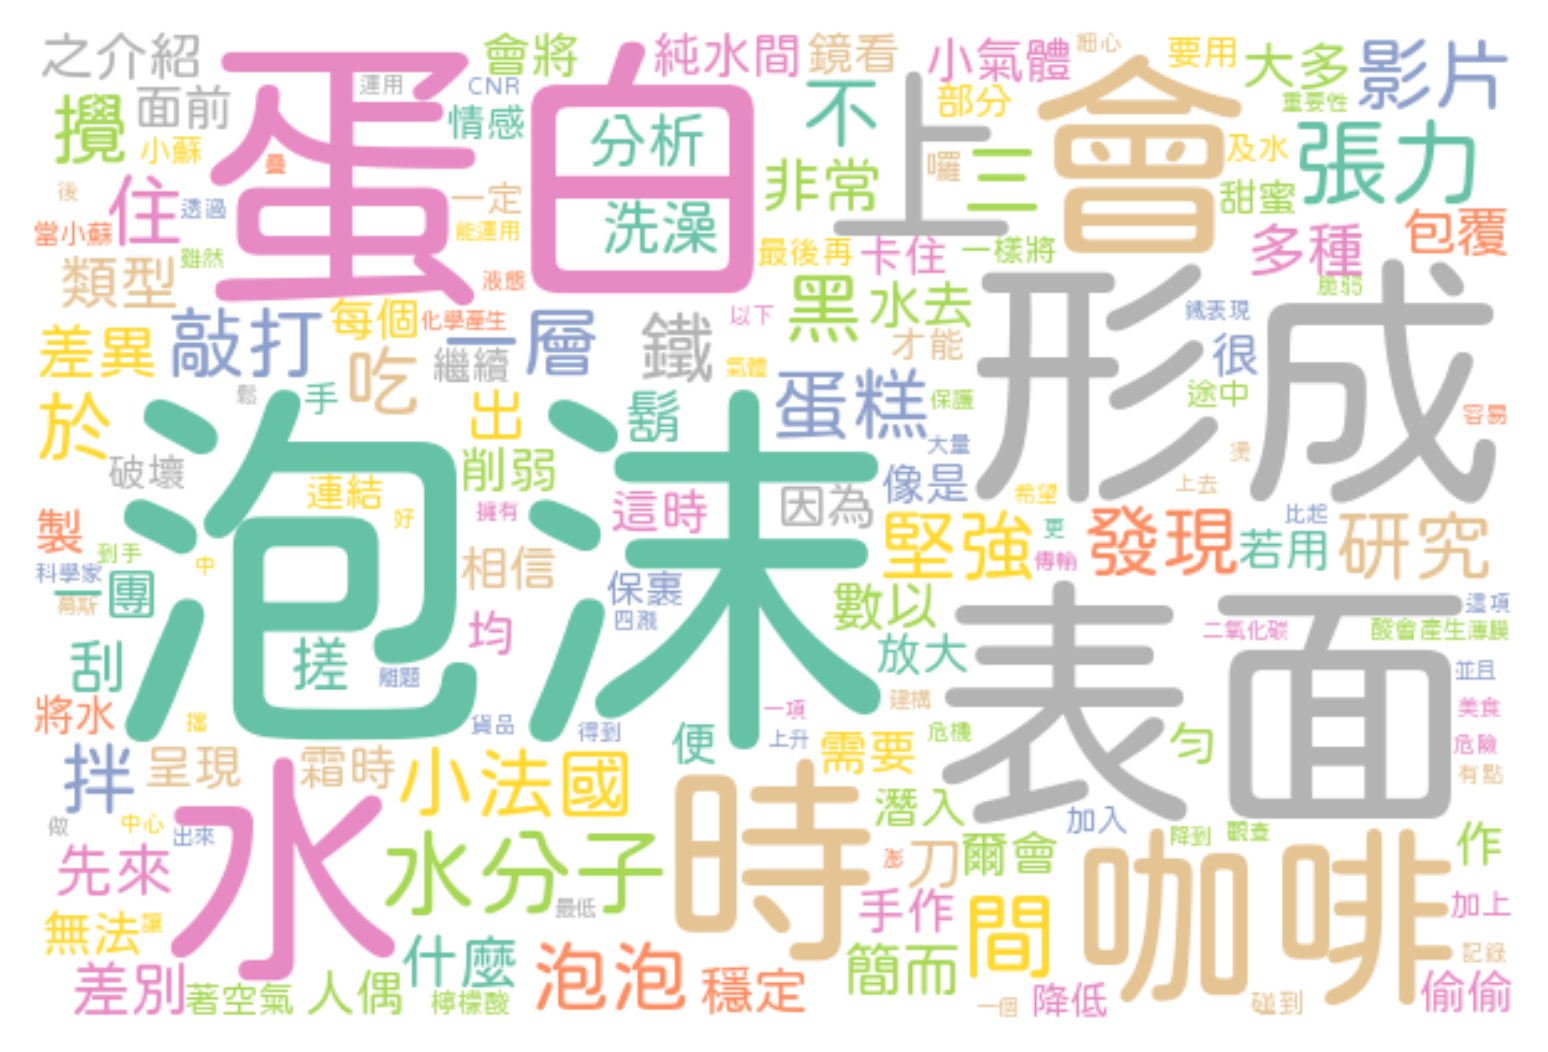 之介紹
蛋白
運用
CNR
會將
純水間
鏡看
小氣體
細心
要用
大多
影片
攪
面前
情感
分析
不
部分
上
會
重要性
小蘇
疊
及水
張力
囉
三
後
住
透過
一定
非常
甜蜜
當小蘇
能運用
洗澡
包覆
類型
雖然
液態
最後再
卡住
一樣將
多種
形成
脆弱
差異
敲打
每個
化學產生
一層
鐵
以下
黑
水去
鐵表現
吃
繼續
氣體
才能
很
於
鬆
手
出
鬍
蛋糕
保護
途中
容易
泡沫
破壞
削弱
大量
燙
連結
像是
上去
好
擁有
這時
因為
希望
比起
製
到手
相信
堅強
更
發現
若用
研究
科學家
中
保裏
傳輸
一團
幕斯
四濺
數以
表面
這項
均
二氧化碳
酸會產生薄膜
刮
搓
離題
放大
並且
將水
擋
貨品
得到
一項
建構
美食
便
上升
需要
危機
勻
危險
拌
呈現
霜時
小法國
時
有點
水
潛入
做
中心
出來
加入
降到
觀查
先來
水分子
澎
刀
爾會
咖啡
作
無法
讓
最低
手作
間
加上
差別
著空氣
人偶
什麼
檸檬酸
泡泡
穩定
簡而
一個
降低
碰到
記錄
偷偷